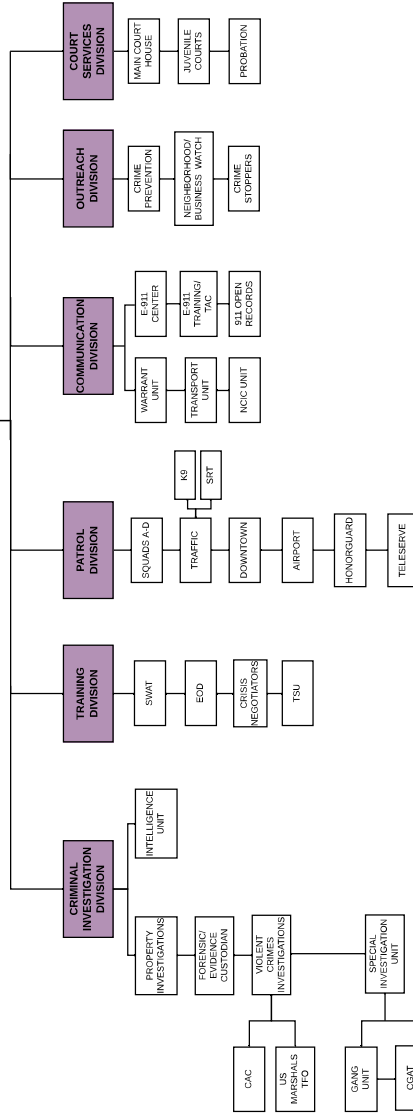 COURT
SERVICES
DIVISION
MAIN COURT
HOUSE
JUVENILE
COURTS
PROBATION
OUTREACH
DIVISION
CRIME
PREVENTION
NEIGHBORHOOD/
BUSINESS WATCH
CRIME
STOPPERS
COMMUNICATION
DIVISION
E-911
CENTER
E-911
TRAINING/
TAC
911 OPEN
RECORDS
WARRANT
UNIT
TRANSPORT
UNIT
NCIC UNIT
PATROL
DIVISION
SQUADS A-D
TRAFFIC
K9
SRT
DOWNTOWN
AIRPORT
HONORGUARD
TELESERVE
TRAINING
DIVISION
SWAT
EOD
CRISIS
NEGOTIATORS
TSU
CRIMINAL
INVESTIGATION
DIVISION
INTELLIGENCE
UNIT
PROPERTY
INVESTIGATIONS
FORENSIC/
EVIDENCE
CUSTODIAN
VIOLENT
CRIMES
INVESTIGATIONS
CAC
US
MARSHALS
TFO
SPECIAL
INVESTIGATION
UNIT
GANG
UNIT
CGAT